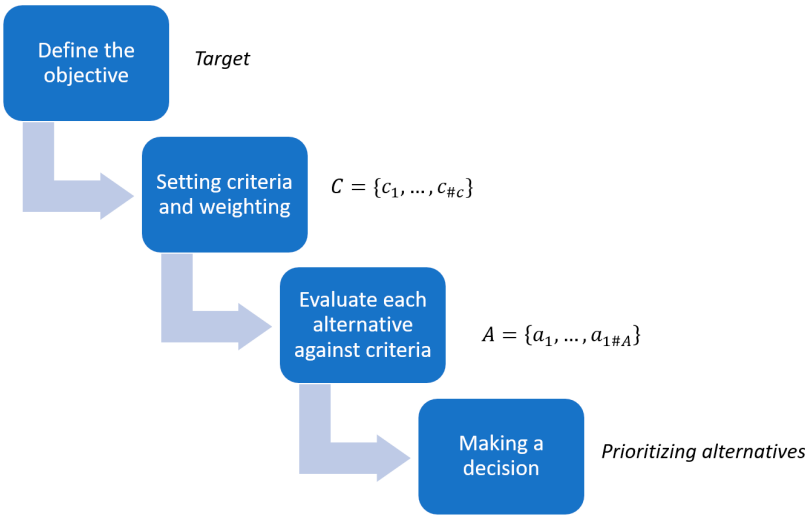 Define the
objective
Target
Setting criteria
and weighting
C = {c₁, …, c#c}
Evaluate each
alternative
against criteria
A = {a₁, …, a₁#A}
Making a
decision
Prioritizing alternatives